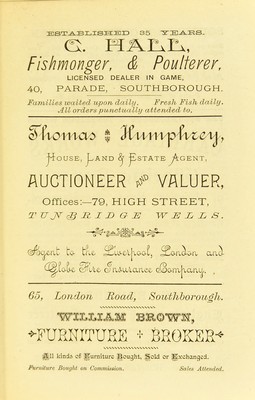 ESTABLISHED 35 YEARS.
C. HALL,
Fishmonger, & Poulterer,
LICENSED DEALER IN GAME,
40, PARADE, SOUTHBOROUGH.
Families waited upon daily. Fresh Fish daily.
All orders punctually attended to.
Thomas Humphrey,
HOUSE, LAND & ESTATE AGENT,
AUCTIONEER AND VALUER,
Offices:—79, HIGH STREET,
TUNBRIDGE WELLS.
Agent to the Liverpool, London and
Globe Fire Insurance Company.
65, London Road, Southborough.
WILLIAM BROWN,
FURNITURE BROKER
All kinds of Furniture Bought, Sold or Exchanged.
Furniture Bought on Commission. Sales Attended.